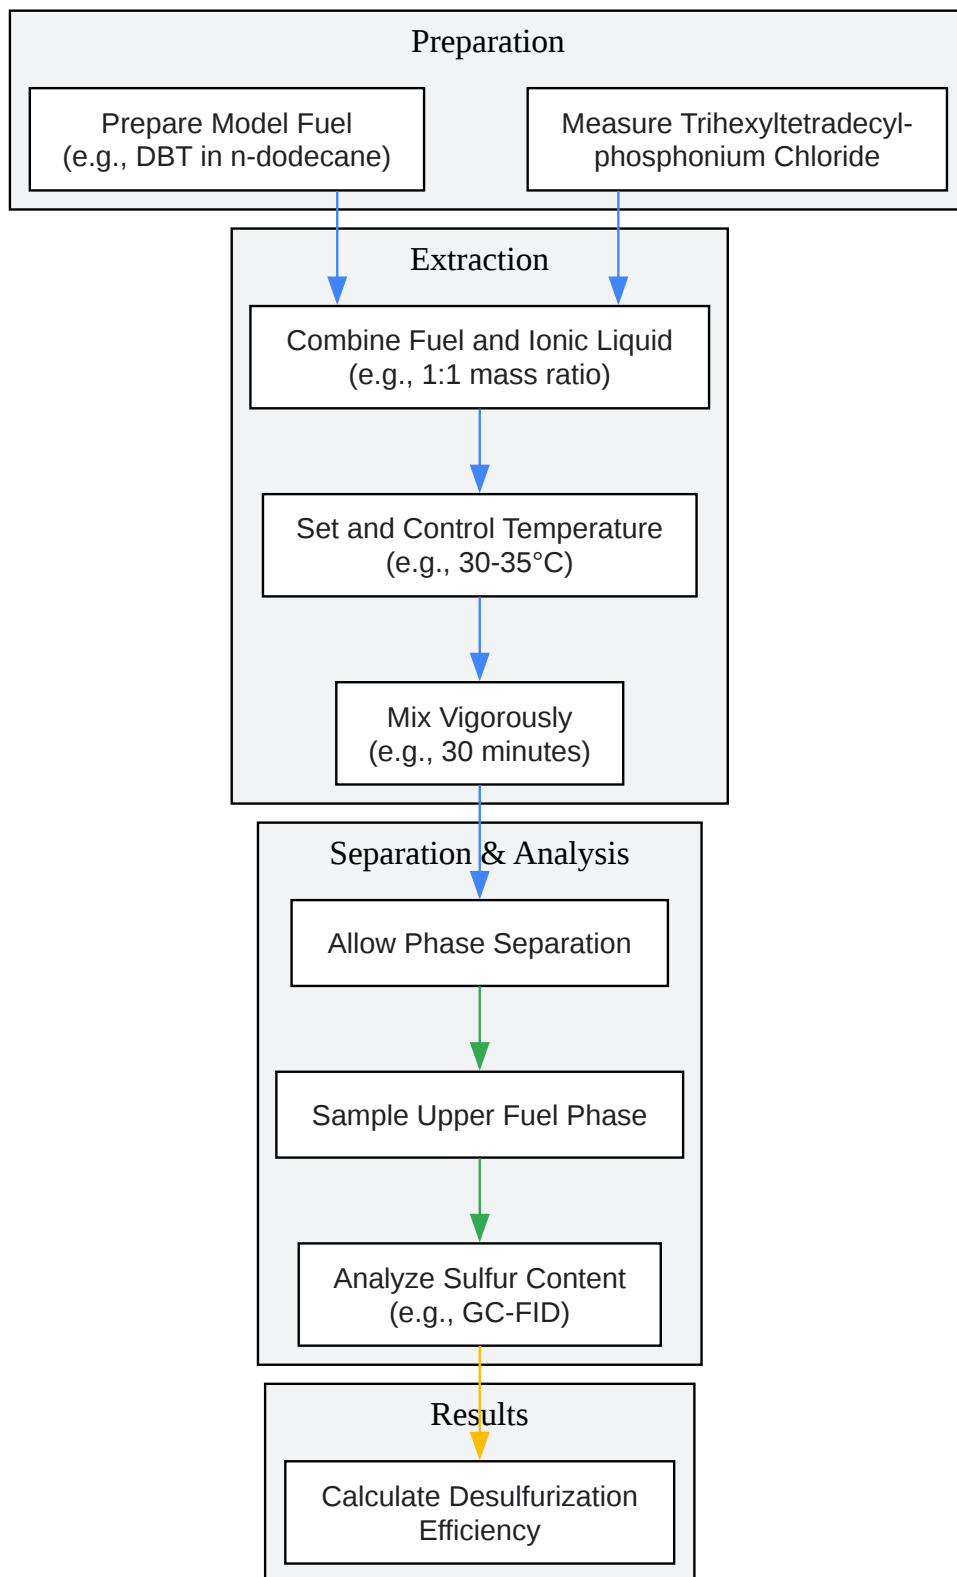 Preparation
Prepare Model Fuel
(e.g., DBT in n-dodecane)
Measure Trihexyltetradecyl-
phosphonium Chloride
Extraction
Combine Fuel and Ionic Liquid
(e.g., 1:1 mass ratio)
Set and Control Temperature
(e.g., 30-35°C)
Mix Vigorously
(e.g., 30 minutes)
Separation & Analysis
Allow Phase Separation
Sample Upper Fuel Phase
Analyze Sulfur Content
(e.g., GC-FID)
Results
Calculate Desulfurization
Efficiency